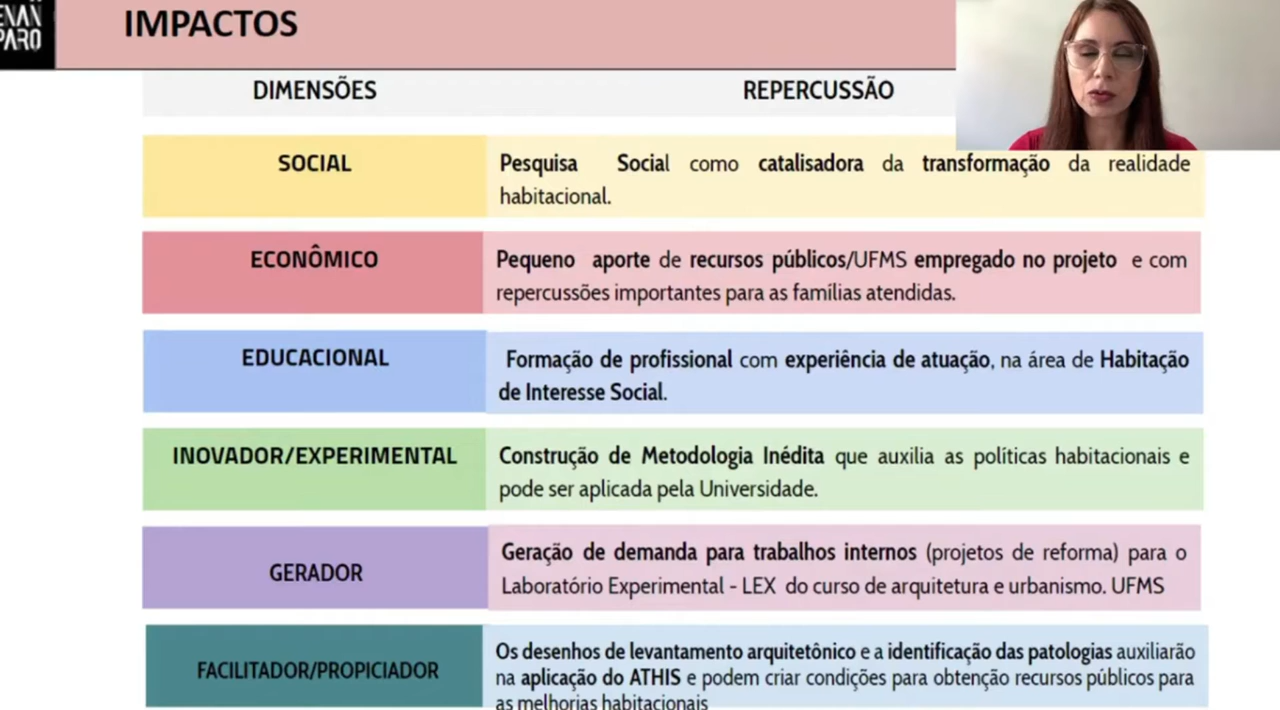 ENAN
PARQ
IMPACTOS
DIMENSÕES REPERCUSSÃO
SOCIAL
Pesquisa Social como catalisadora da transformação da realidade
habitacional.
ECONÔMICO
Pequeno aporte de recursos públicos/UFMS empregado no projeto e com
repercussões importantes para as famílias atendidas.
EDUCACIONAL
Formação de profissional com experiência de atuação, na área de Habitação
de Interesse Social.
INOVADOR/EXPERIMENTAL
Construção de Metodologia Inédita que auxilia as políticas habitacionais e
pode ser aplicada pela Universidade.
GERADOR
Geração de demanda para trabalhos internos (projetos de reforma) para o
Laboratório Experimental - LEX do curso de arquitetura e urbanismo. UFMS
FACILITADOR/PROPICIADOR
Os desenhos de levantamento arquitetônico e a identificação das patologias auxiliarão
na aplicação do ATHIS e podem criar condições para obtenção recursos públicos para
as melhorias habitacionais